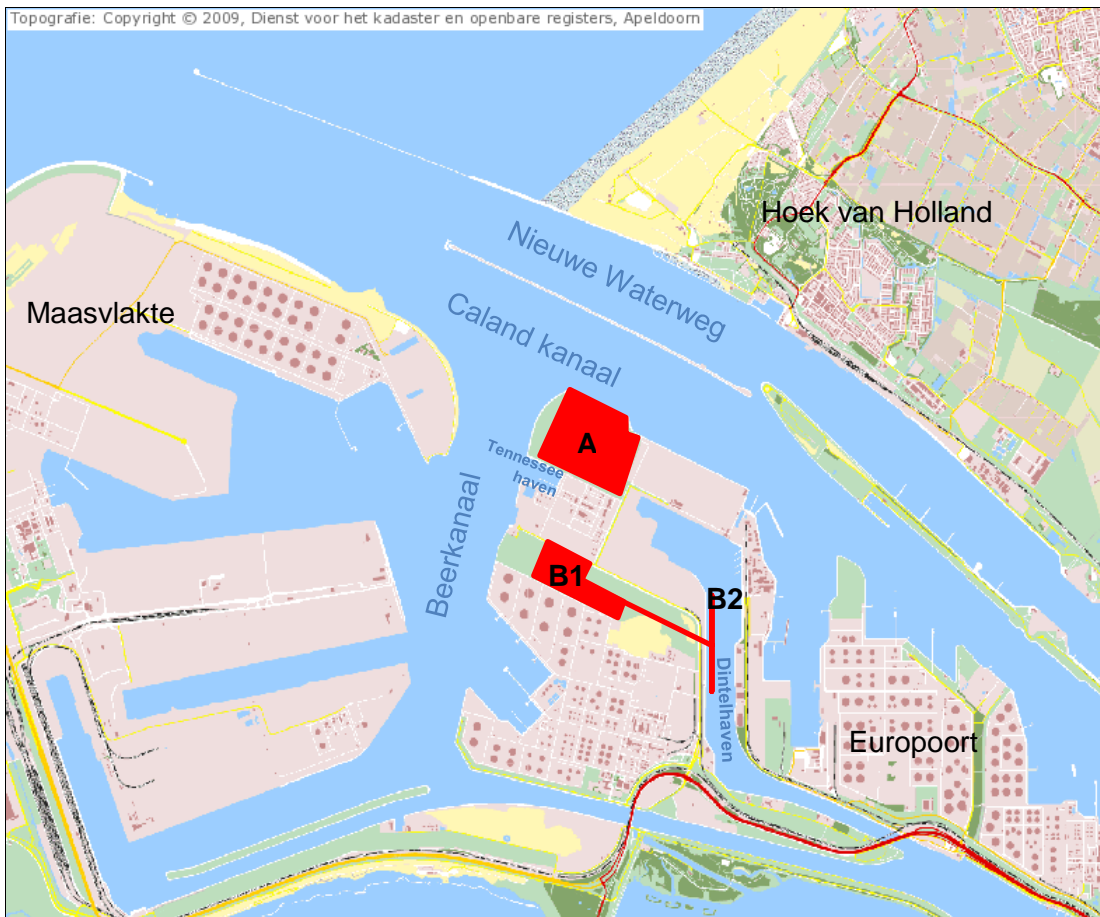 Topografie: Copyright © 2009, Dienst voor het kadaster en openbare registers, Apeldoorn
Hoek van Holland
Nieuwe Waterweg
Maasvlakte
Caland kanaal
A
Tennessee
haven
Beerkanaal
B1
B2
Dintelhaven
Europoort